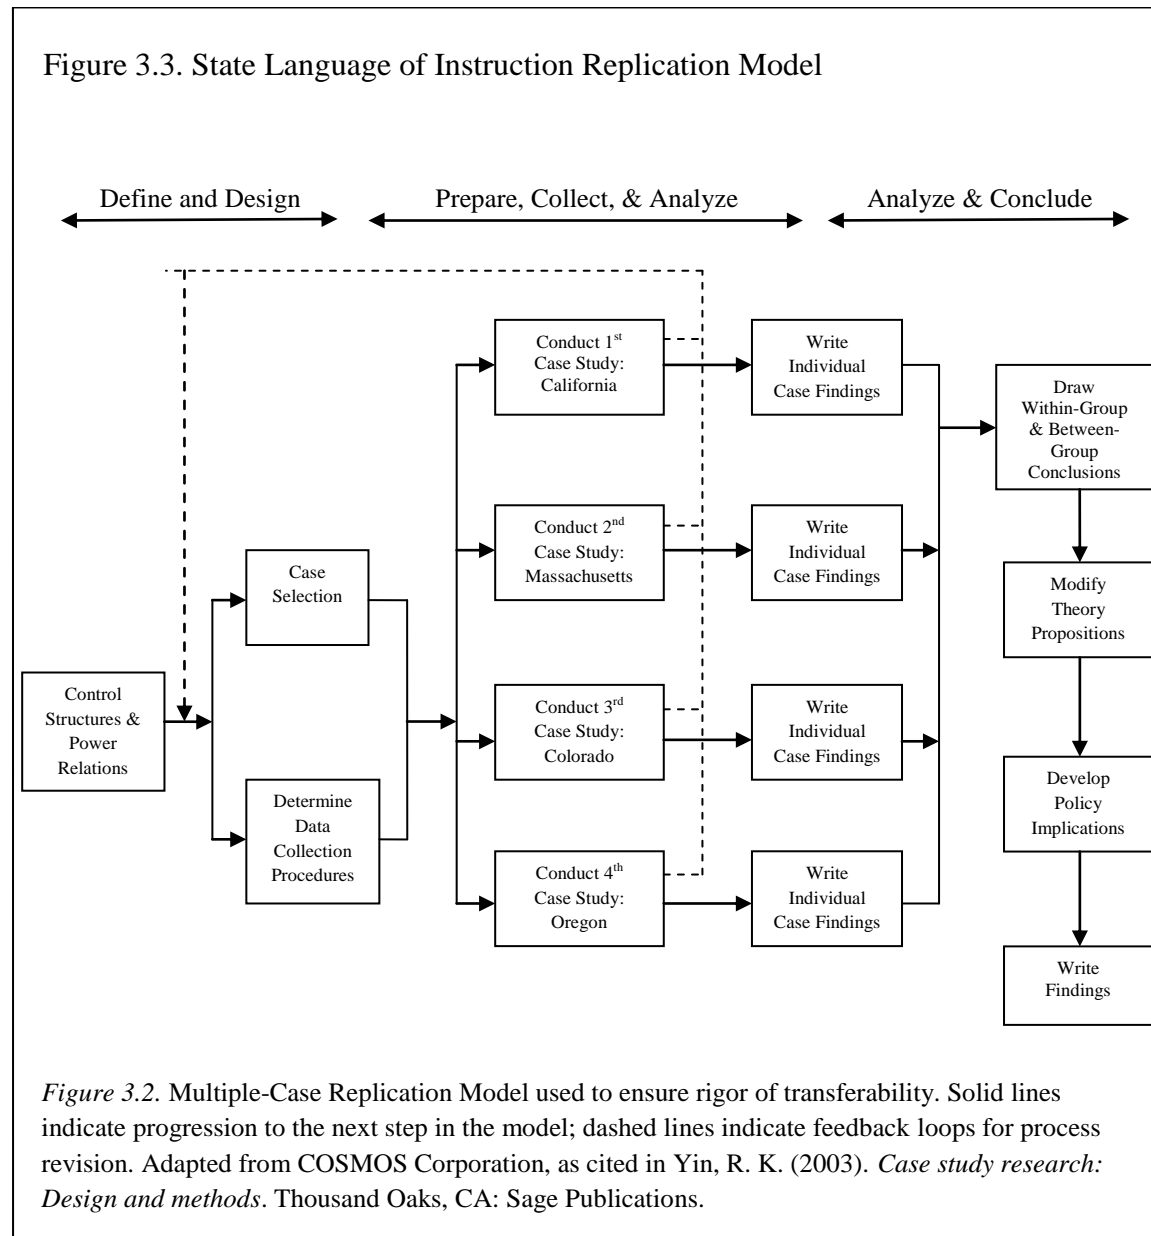 Figure 3.3. State Language of Instruction Replication Model
Define and Design
Prepare, Collect, & Analyze
Analyze & Conclude
Control
Structures &
Power
Relations
Case
Selection
Determine
Data
Collection
Procedures
Conduct 1st
Case Study:
California
Conduct 2nd
Case Study:
Massachusetts
Conduct 3rd
Case Study:
Colorado
Conduct 4th
Case Study:
Oregon
Write
Individual
Case Findings
Write
Individual
Case Findings
Write
Individual
Case Findings
Write
Individual
Case Findings
Draw
Within-Group
& Between-
Group
Conclusions
Modify
Theory
Propositions
Develop
Policy
Implications
Write
Findings
Figure 3.2. Multiple-Case Replication Model used to ensure rigor of transferability. Solid lines
indicate progression to the next step in the model; dashed lines indicate feedback loops for process
revision. Adapted from COSMOS Corporation, as cited in Yin, R. K. (2003). Case study research:
Design and methods. Thousand Oaks, CA: Sage Publications.